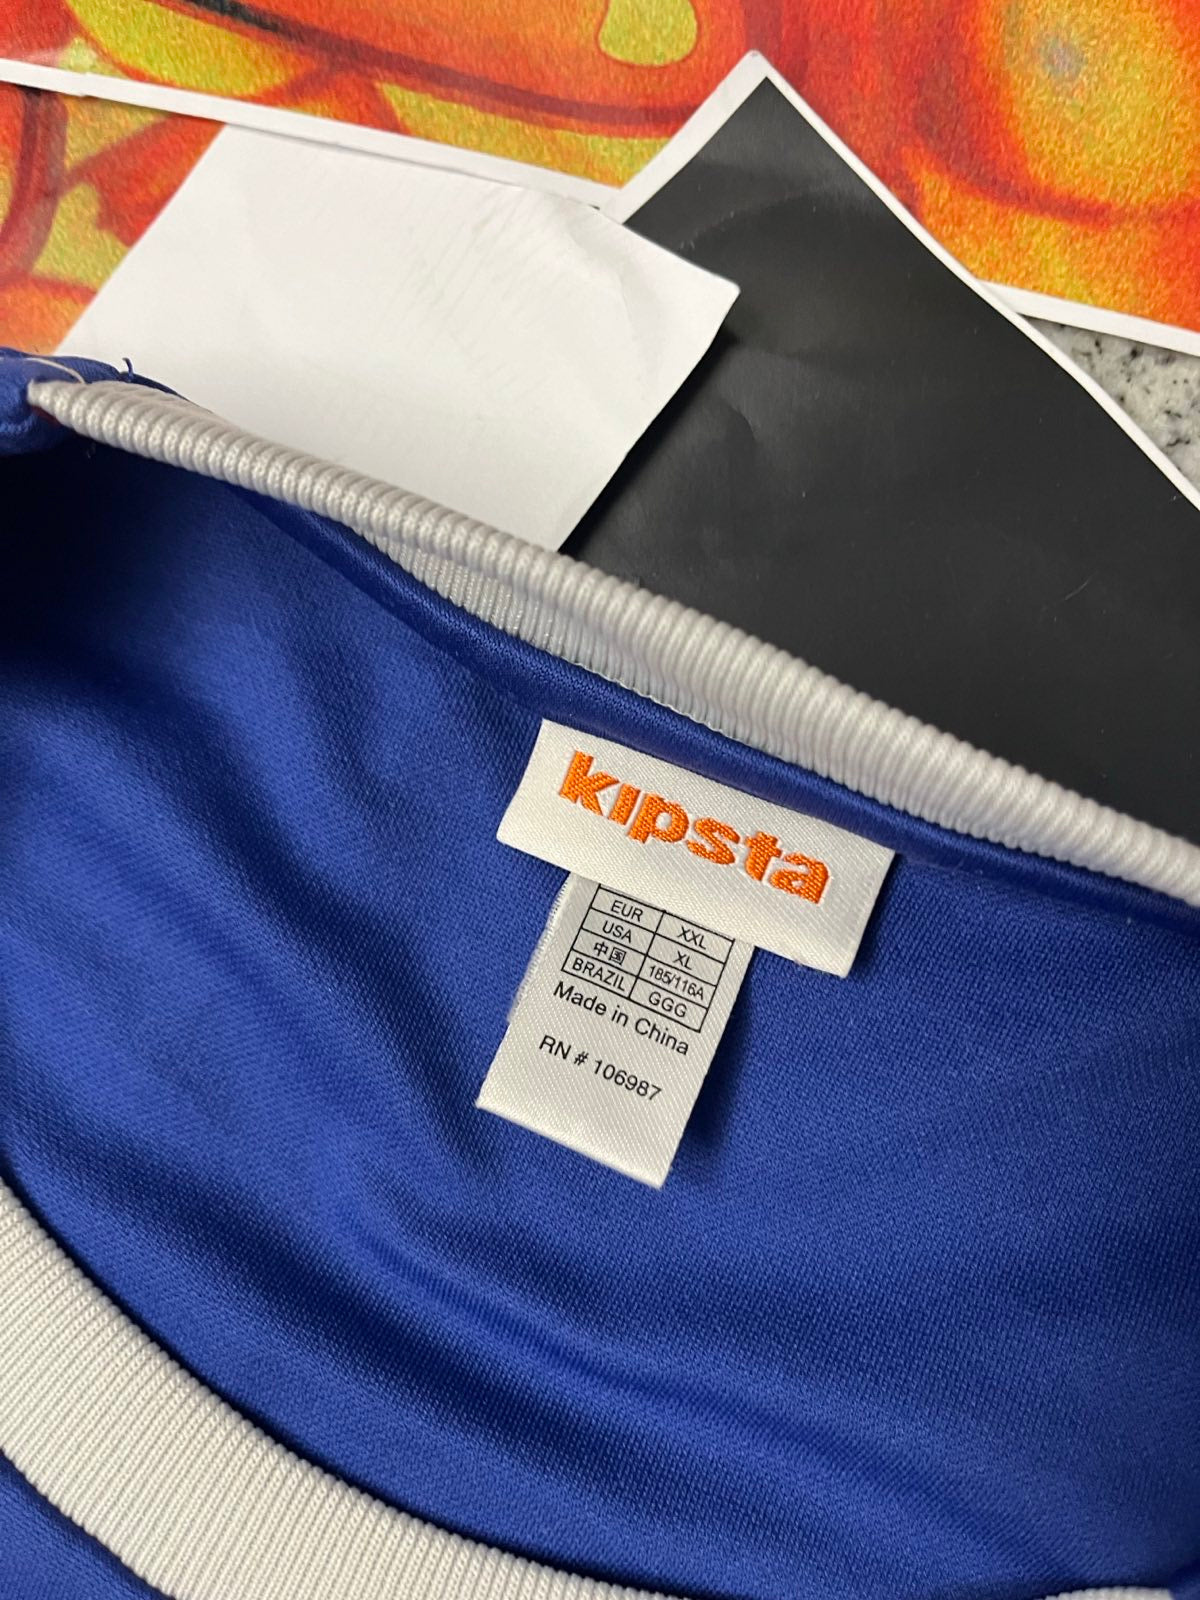 kipsta
EUR XXL
USA XL
中国 185/116A
BRAZIL GGG
Made in China
RN # 106987